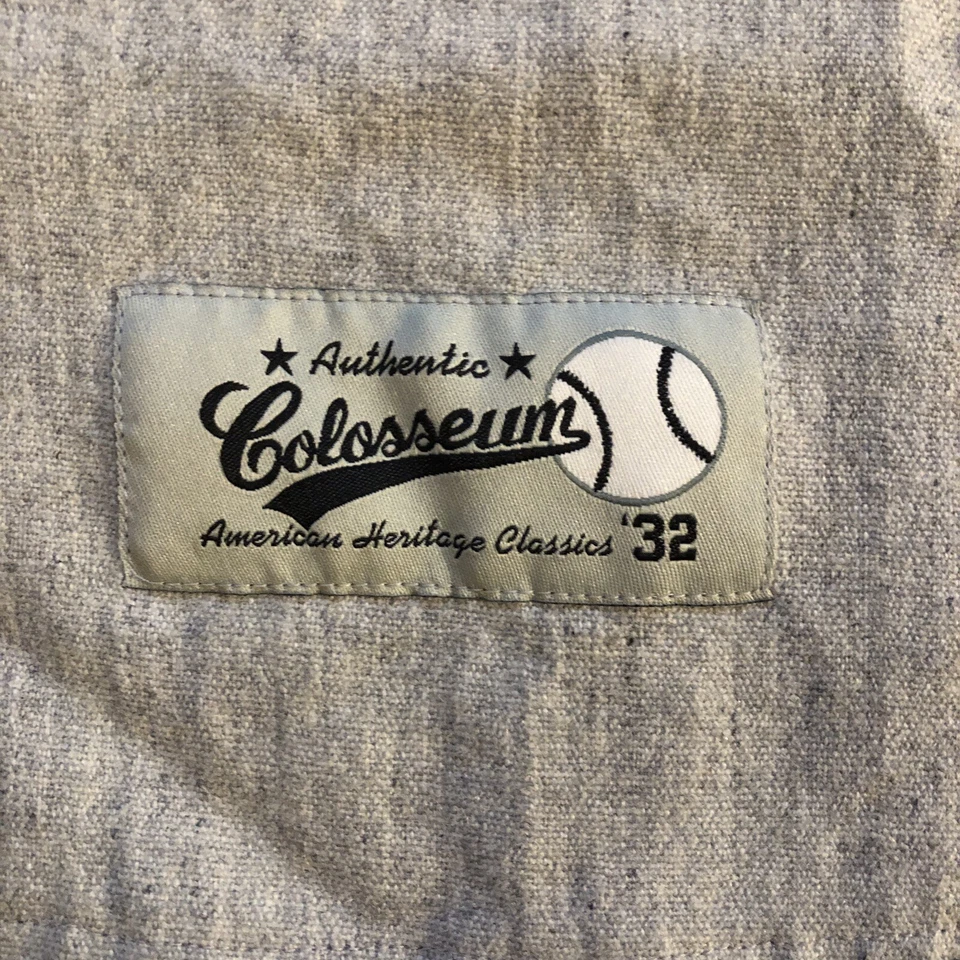 ★ Authentic ★
Colosseum
American Heritage Classics '32